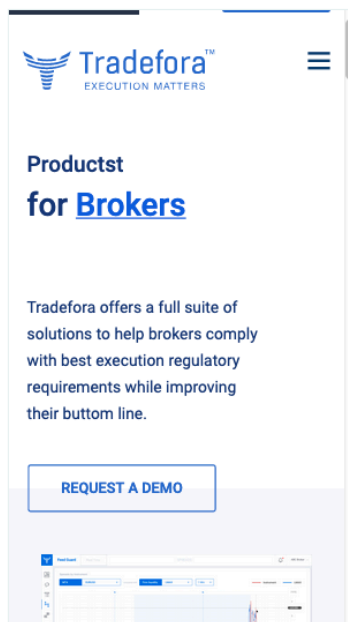 Tradefora™
EXECUTION MATTERS
Productst
for Brokers
Tradefora offers a full suite of
solutions to help brokers comply
with best execution regulatory
requirements while improving
their buttom line.
REQUEST A DEMO